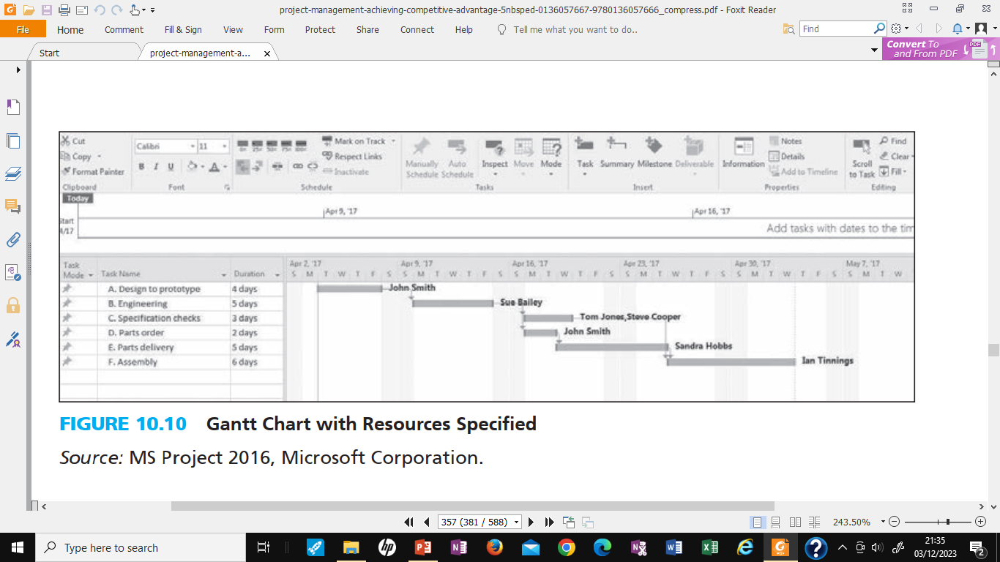 project-management-achieving-competitive-advantage-5nbsped-0136057667-9780136057666_compress.pdf - Foxit Reader
File Home Comment Fill & Sign View Form Protect Share Connect Help Tell me what you want to do.. Find
Start project-management-a... Convert To and From PDF
Cut
Copy
Format Painter
Clipboard
Calibri 11
B I U A
Font
Mark on Track
Respect Links
Inactivate
Schedule
Manually Schedule Auto Schedule Inspect Move Mode
Tasks
Task Summary Milestone Deliverable
Insert
Information Notes
Details
Add to Timeline
Properties
Scroll to Task Find
Clear
Fill
Editing
Today
Apr 9, '17 Apr 16, '17
Start
4/17
Add tasks with dates to the tim
Task Mode Task Name Duration
Apr 2, '17 Apr 9, '17 Apr 16, '17 Apr 23, '17 Apr 30, '17 May 7, '17
S M T W T F S S M T W T F S S M T W T F S S M T W T F S S M T W T F S S M T W
A. Design to prototype 4 days John Smith
B. Engineering 5 days Sue Bailey
C. Specification checks 3 days Tom Jones,Steve Cooper
D. Parts order 2 days John Smith
E. Parts delivery 5 days Sandra Hobbs
F. Assembly 6 days Ian Tinnings
FIGURE 10.10 Gantt Chart with Resources Specified
Source: MS Project 2016, Microsoft Corporation.
357 (381 / 588) 243.50%
Type here to search
21:35
03/12/2023
2